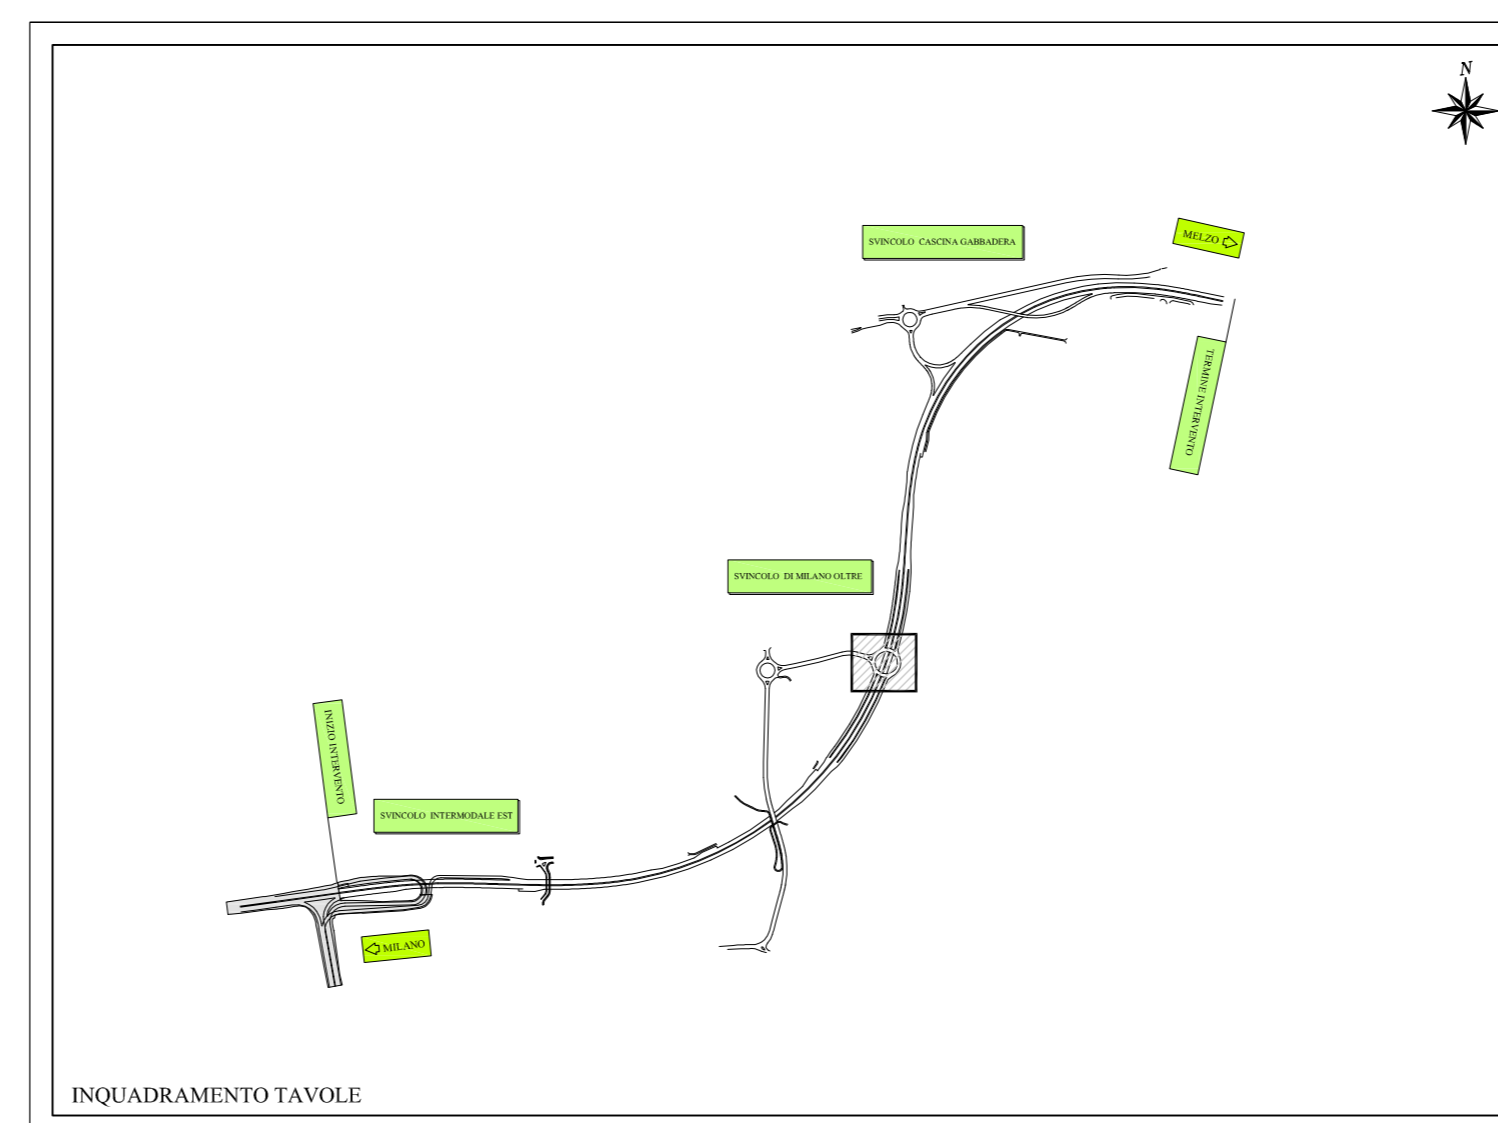 N
MELZO
SVINCOLO CASCINA GABBADERA
TERMINE INTERVENTO
SVINCOLO DI MILANO OLTRE
INIZIO INTERVENTO
SVINCOLO INTERMODALE EST
MILANO
INQUADRAMENTO TAVOLE